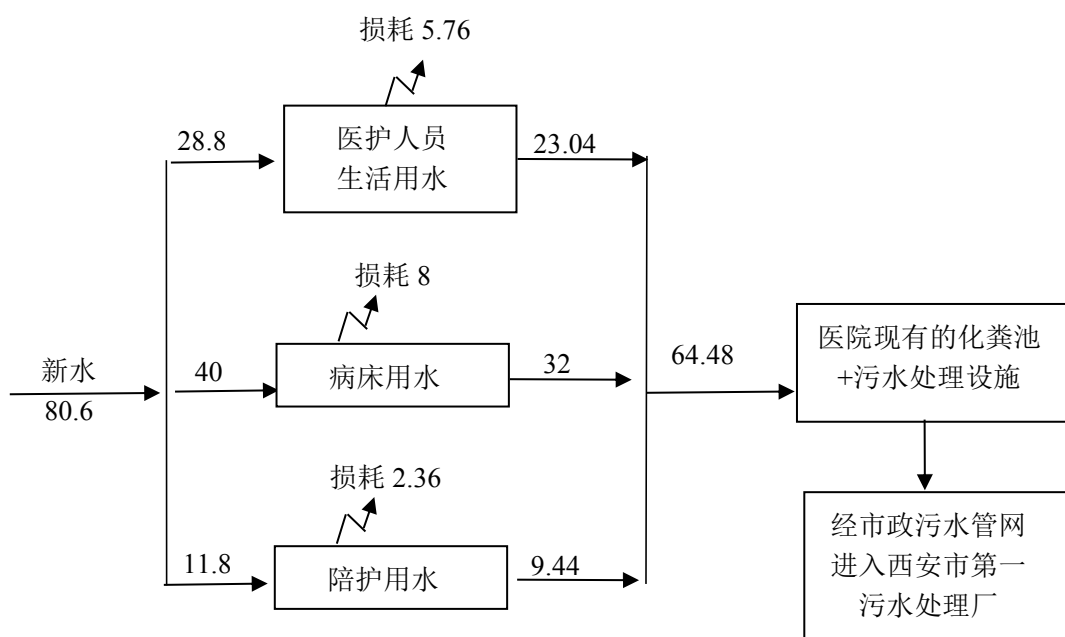 损耗 5.76
28.8
医护人员
生活用水
23.04
损耗 8
新水
80.6
40
病床用水
32
64.48
医院现有的化粪池
+污水处理设施
损耗 2.36
11.8
陪护用水
9.44
经市政污水管网
进入西安市第一
污水处理厂